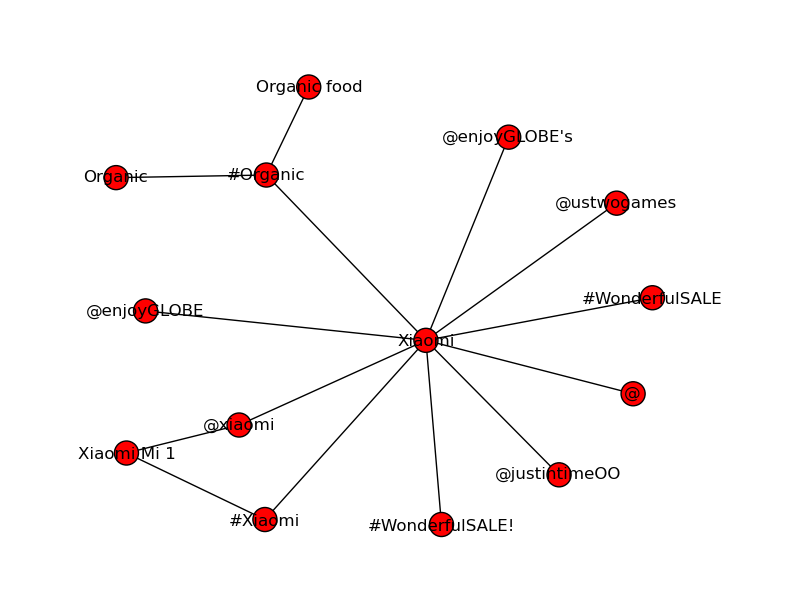 Organic food
@enjoyGLOBE's
Organic
#Organic
@ustwogames
#WonderfulSALE
@enjoyGLOBE
Xiaomi
@
@xiaomi
Xiaomi Mi 1
@justintimeOO
#Xiaomi
#WonderfulSALE!